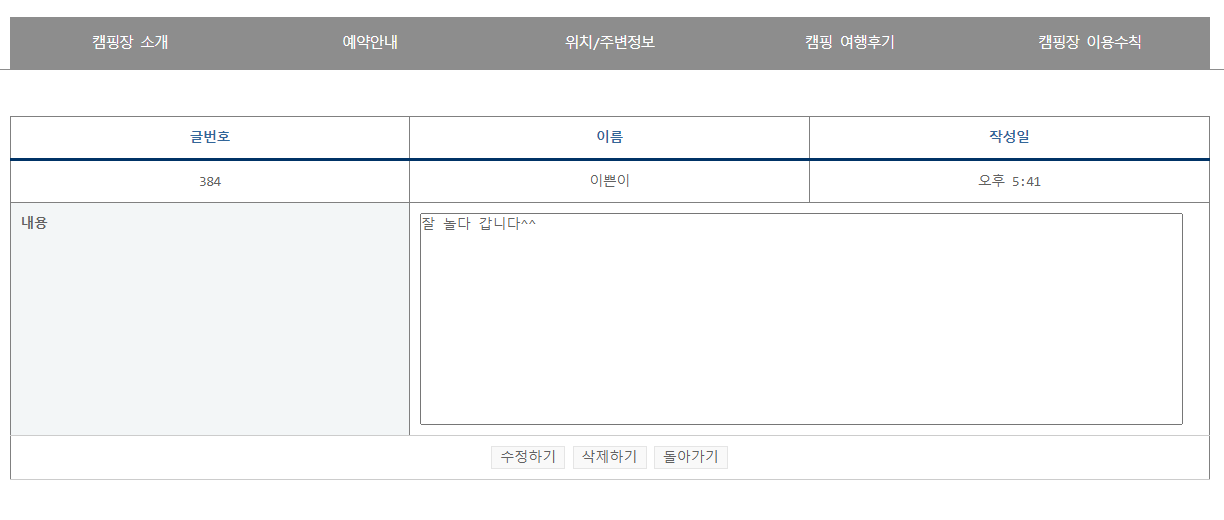 캠핑장 소개 예약안내 위치/주변정보 캠핑 여행후기 캠핑장 이용수칙
글번호 이름 작성일
384 이쁜이 오후 5:41
내용 잘 놀다 갑니다^^
수정하기 삭제하기 돌아가기